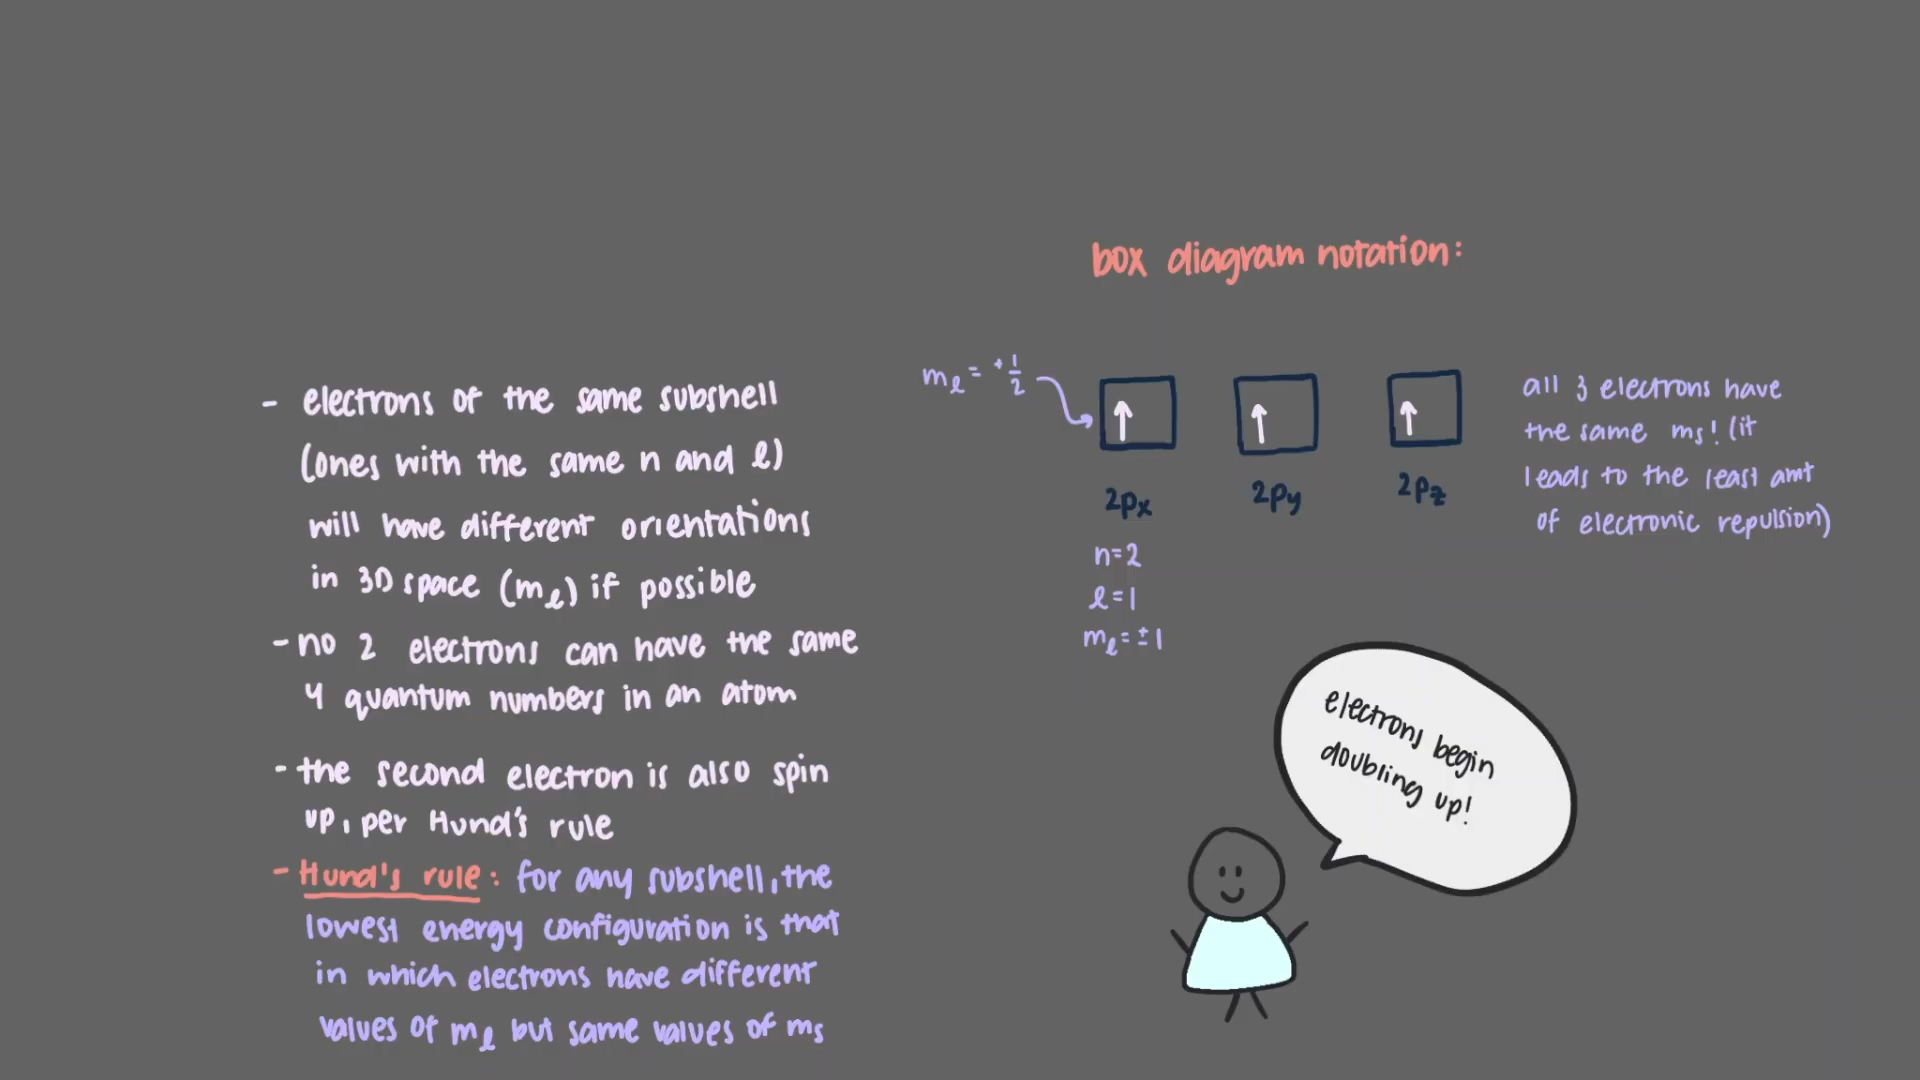 box diagram notation:
- electrons of the same subshell
(ones with the same n and l)
will have different orientations
in 3D space (ml) if possible
- no 2 electrons can have the same
4 quantum numbers in an atom
- the second electron is also spin
up, per Hund's rule
- Hund's rule: for any subshell, the
lowest energy configuration is that
in which electrons have different
values of ml but same values of ms
ml = +1/2
2px
2py
2pz
n=2
l=1
ml=±1
all 3 electrons have
the same ms! (it
leads to the least amt
of electronic repulsion)
electrons begin
doubling up!